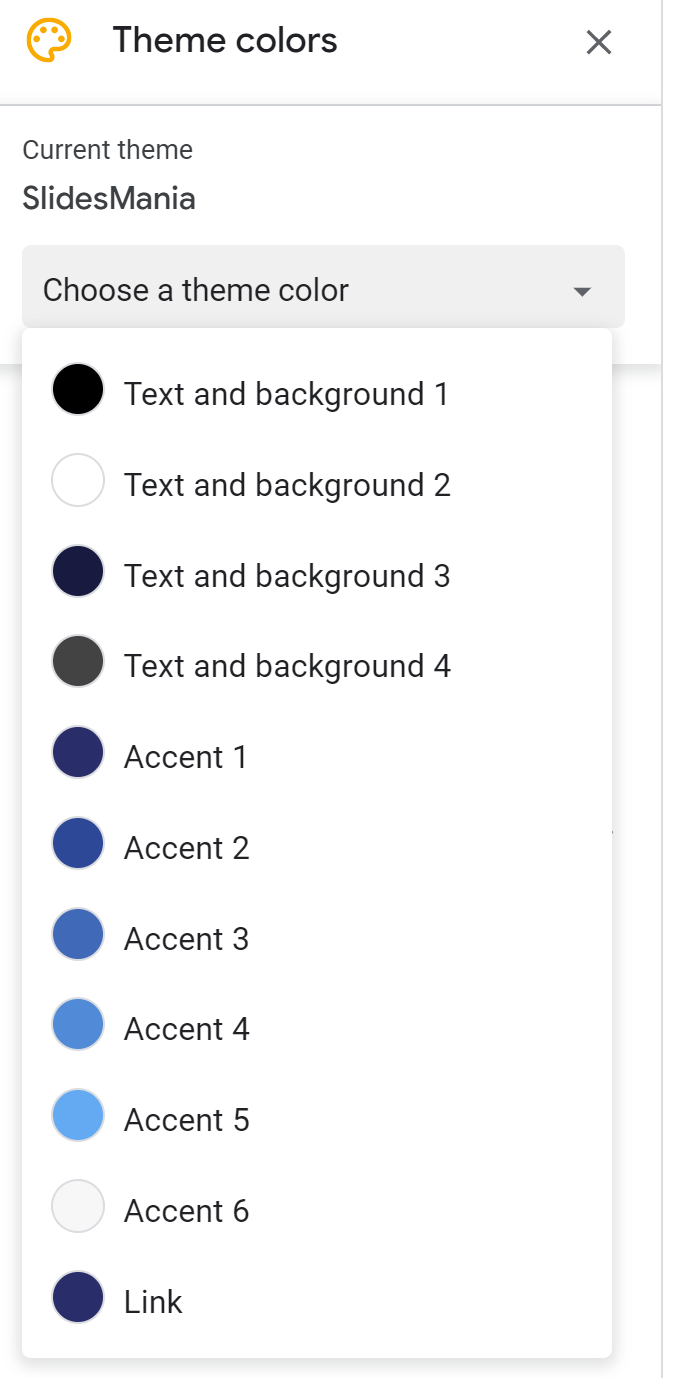 Theme colors
Current theme
SlidesMania
Choose a theme color
Text and background 1
Text and background 2
Text and background 3
Text and background 4
Accent 1
Accent 2
Accent 3
Accent 4
Accent 5
Accent 6
Link